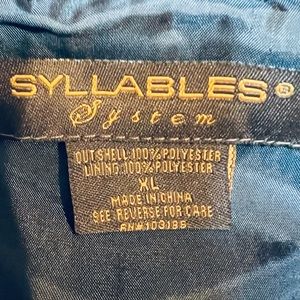 SYLLABLES®
System
OUTSHELL:100%POLYESTER
LINING:100%POLYESTER
XL
MADE IN CHINA
SEE REVERSE FOR CARE